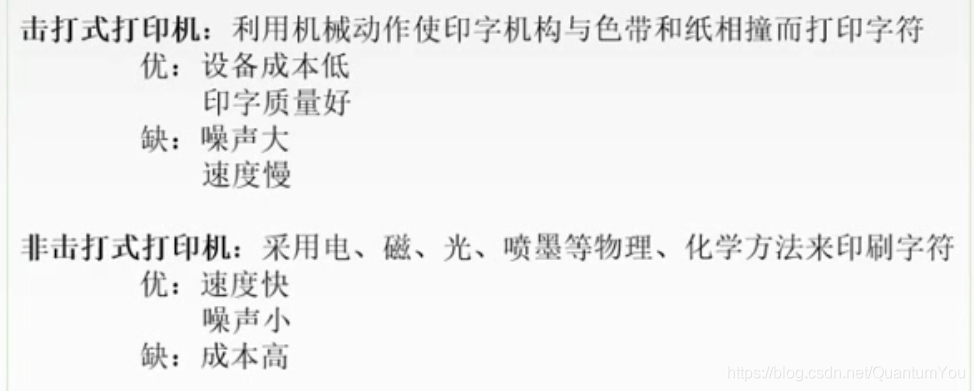 击打式打印机：利用机械动作使印字机构与色带和纸相撞而打印字符
优：设备成本低
印字质量好
缺：噪声大
速度慢
非击打式打印机：采用电、磁、光、喷墨等物理、化学方法来印刷字符
优：速度快
噪声小
缺：成本高
https://blog.csdn.net/QuantumYou